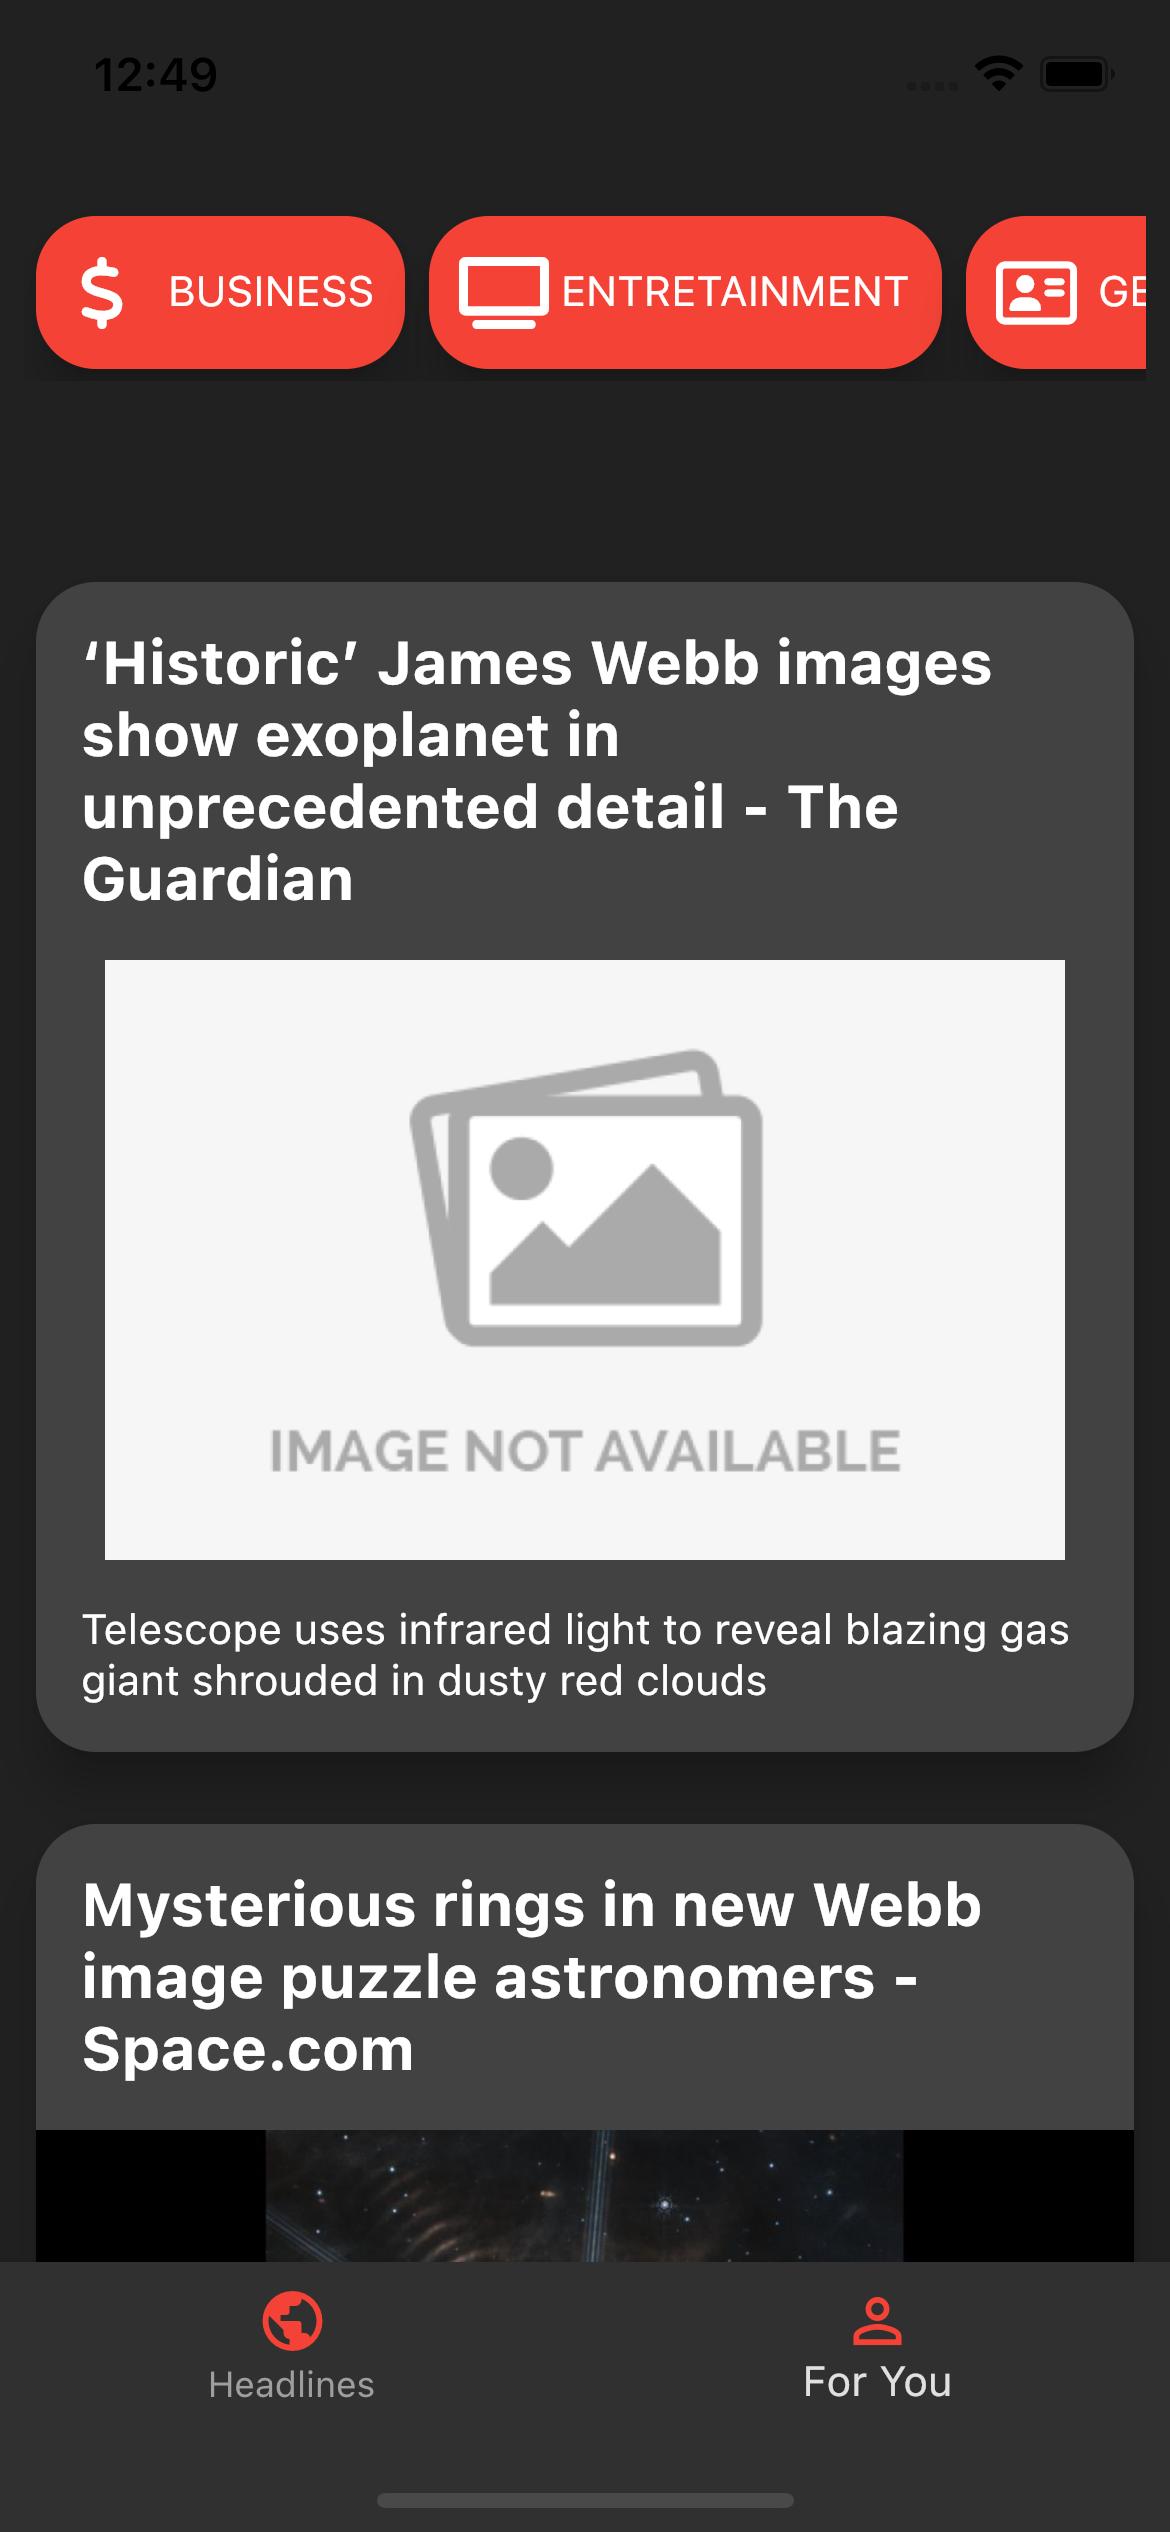 12:49
BUSINESS
ENTRETAINMENT
GE
‘Historic’ James Webb images
show exoplanet in
unprecedented detail - The
Guardian
IMAGE NOT AVAILABLE
Telescope uses infrared light to reveal blazing gas
giant shrouded in dusty red clouds
Mysterious rings in new Webb
image puzzle astronomers -
Space.com
Headlines
For You